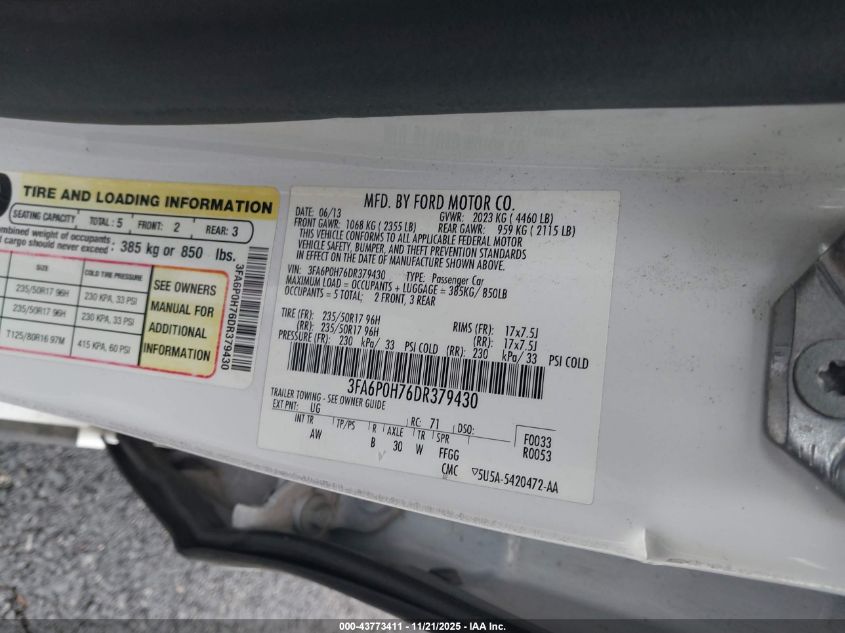 TIRE AND LOADING INFORMATION
SEATING CAPACITY TOTAL: 5 FRONT: 2 REAR: 3
combined weight of occupants
cargo should never exceed: 385 kg or 850 lbs.
SIZE COLD TIRE PRESSURE
235/50R17 96H 230 KPA, 33 PSI
235/50R17 96H 230 KPA, 33 PSI
T125/80R16 97M 415 KPA, 60 PSI
SEE OWNERS
MANUAL FOR
ADDITIONAL
INFORMATION
3FA6P0H76DR379430
MFD. BY FORD MOTOR CO.
DATE: 06/13 GVWR: 2023 KG ( 4460 LB)
FRONT GAWR: 1068 KG ( 2355 LB) REAR GAWR: 959 KG ( 2115 LB)
THIS VEHICLE CONFORMS TO ALL APPLICABLE FEDERAL MOTOR
VEHICLE SAFETY, BUMPER, AND THEFT PREVENTION STANDARDS
IN EFFECT ON THE DATE OF MANUFACTURE SHOWN ABOVE.
VIN: 3FA6P0H76DR379430 TYPE: Passenger Car
MAXIMUM LOAD = OCCUPANTS + LUGGAGE = 385KG/850LB
OCCUPANTS = 5 TOTAL: 2 FRONT, 3 REAR
TIRE (FR): 235/50R17 96H RIMS (FR): 17x7.5J
(RR): 235/50R17 96H (RR): 17x7.5J
PRESSURE (FR): 230 kPa/ 33 PSI COLD (RR): 230 kPa/ 33 PSI COLD
3FA6P0H76DR379430
TRAILER TOWING - SEE OWNER GUIDE
EXT PNT: UG RC: 71 DSO: F0033
INT TR TP/PS R AXLE TR SPR R0053
AW B 30 W FFGG
CMC 5U5A-5420472-AA
000-43773411 - 11/21/2025 - IAA Inc.